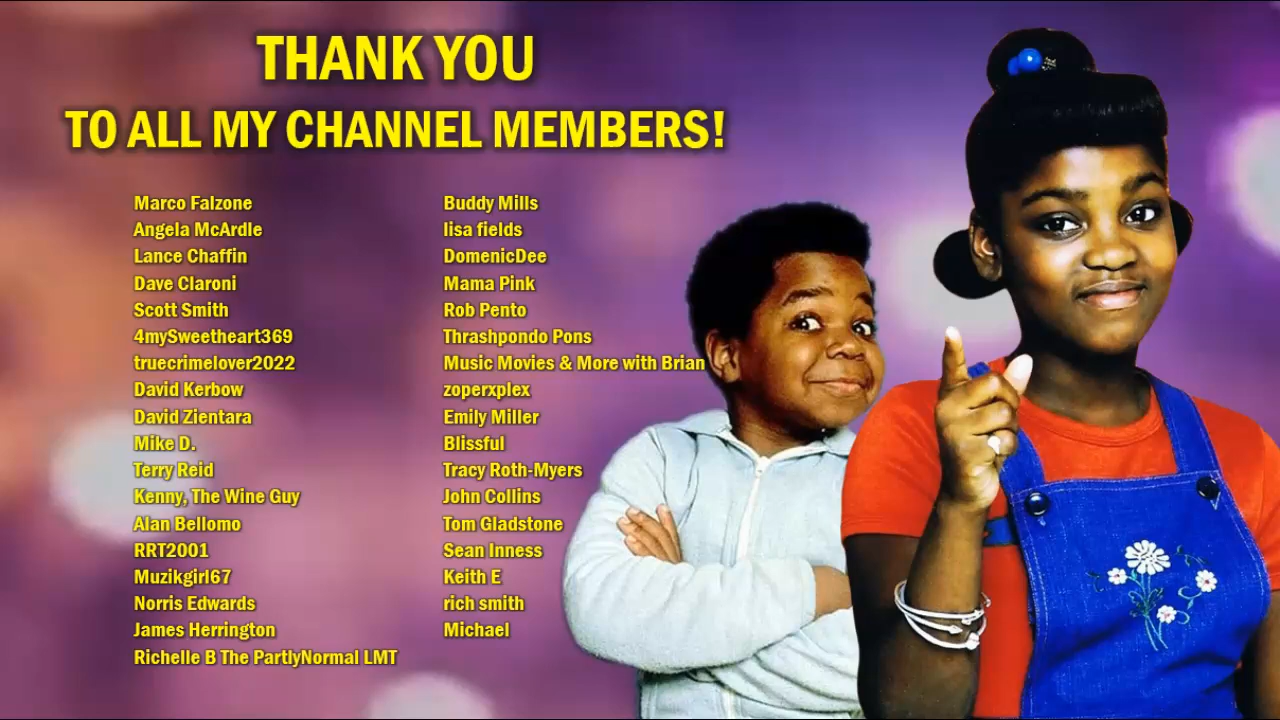 THANK YOU
TO ALL MY CHANNEL MEMBERS!
Marco Falzone
Angela McArdle
Lance Chaffin
Dave Claroni
Scott Smith
4mySweetheart369
truecrimelover2022
David Kerbow
David Zientara
Mike D.
Terry Reid
Kenny, The Wine Guy
Alan Bellomo
RRT2001
Muzikgirl67
Norris Edwards
James Herrington
Richelle B The PartlyNormal LMT
Buddy Mills
lisa fields
DomenicDee
Mama Pink
Rob Pento
Thrashpondo Pons
Music Movies & More with Brian
zoperxplex
Emily Miller
Blissful
Tracy Roth-Myers
John Collins
Tom Gladstone
Sean Inness
Keith E
rich smith
Michael